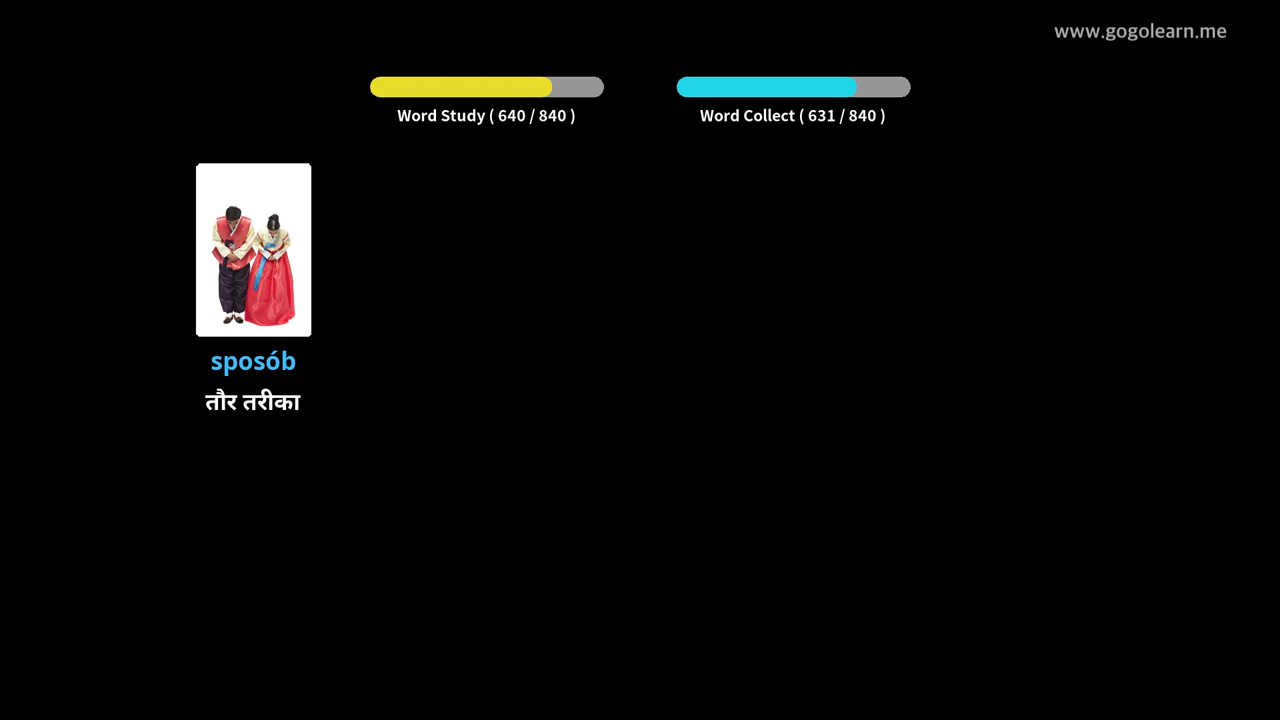 www.gogolearn.me
Word Study ( 640 / 840 )
Word Collect ( 631 / 840 )
sposób
तौर तरीका